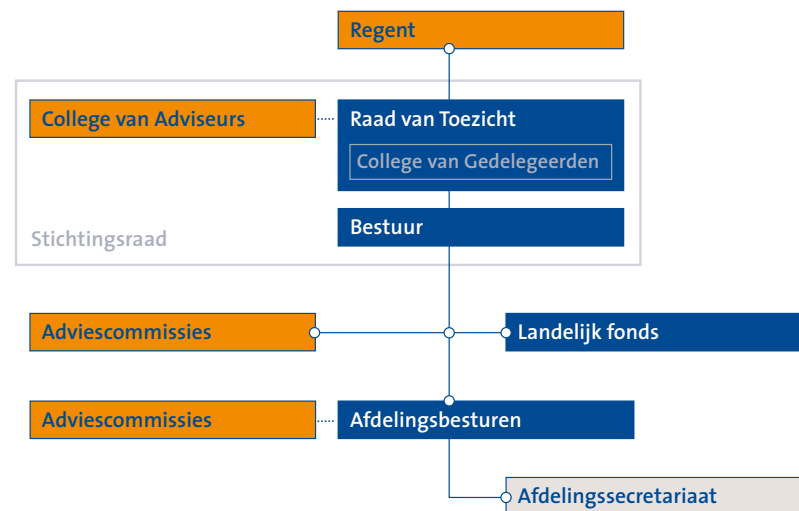 Regent
College van Adviseurs
Raad van Toezicht
College van Gedelegeerden
Bestuur
Stichtingsraad
Adviescommissies
Landelijk fonds
Adviescommissies
Afdelingsbesturen
Afdelingssecretariaat